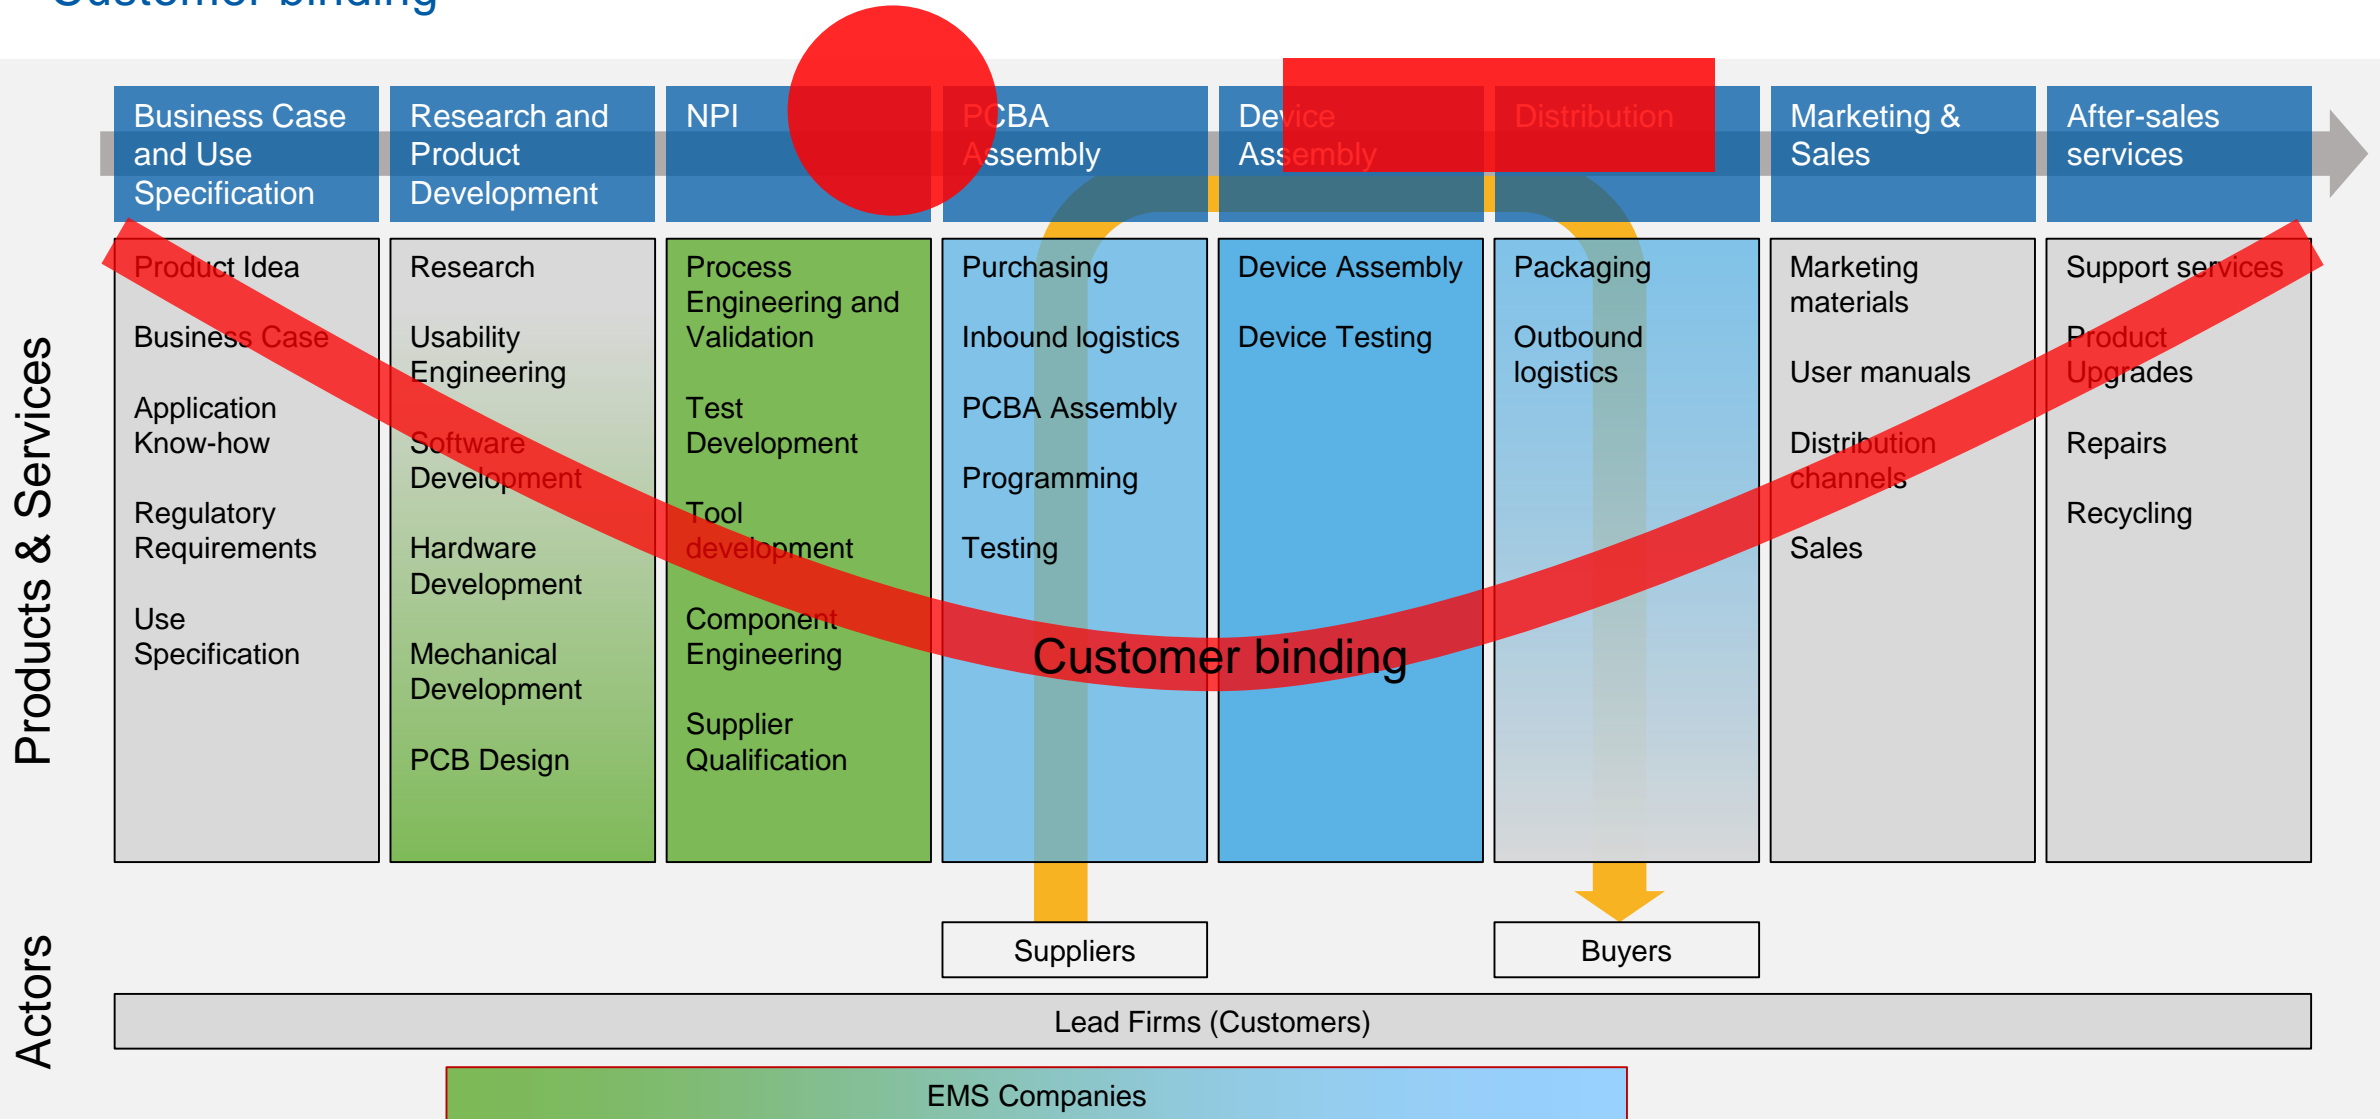 Customer binding
Business Case
and Use
Specification
Research and
Product
Development
NPI
PCBA
Assembly
Device
Assembly
Distribution
Marketing &
Sales
After-sales
services
Products & Services
Product Idea
Business Case
Application
Know-how
Regulatory
Requirements
Use
Specification
Research
Usability
Engineering
Software
Development
Hardware
Development
Mechanical
Development
PCB Design
Process
Engineering and
Validation
Test
Development
Tool
development
Component
Engineering
Supplier
Qualification
Purchasing
Inbound logistics
PCBA Assembly
Programming
Testing
Device Assembly
Device Testing
Packaging
Outbound
logistics
Marketing
materials
User manuals
Distribution
channels
Sales
Support services
Product
Upgrades
Repairs
Recycling
Customer binding
Actors
Suppliers
Buyers
Lead Firms (Customers)
EMS Companies